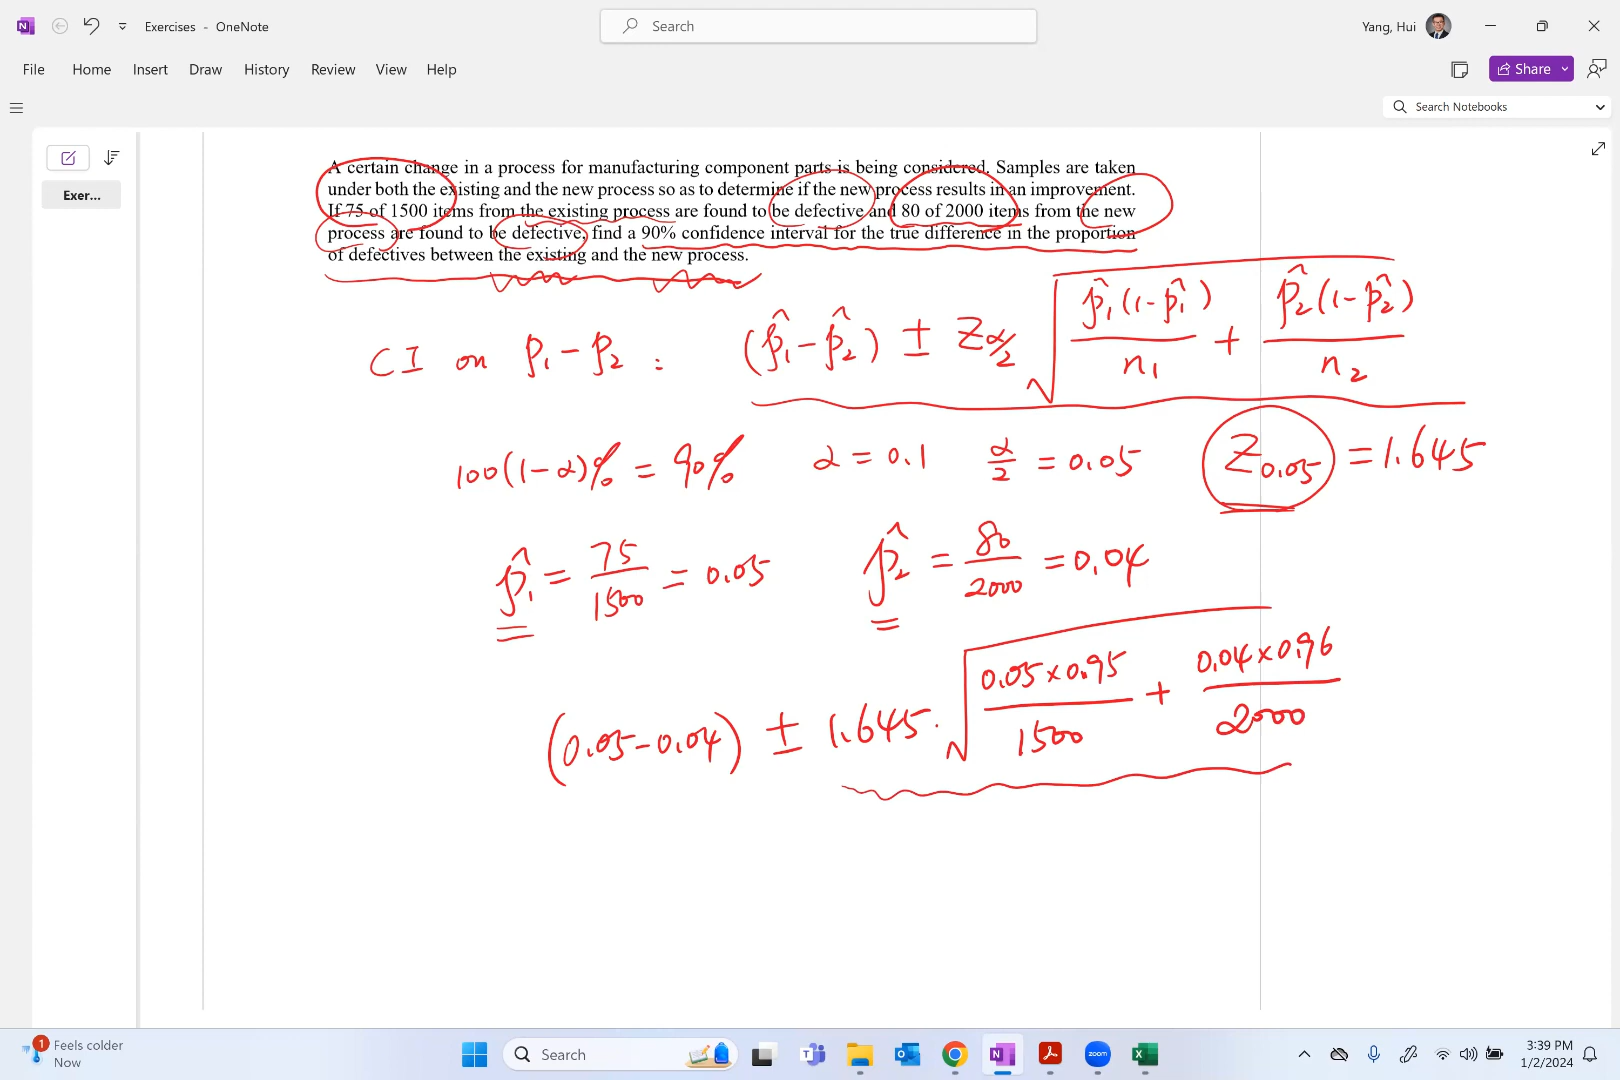 Exercises - OneNote
Search
Yang, Hui
File Home Insert Draw History Review View Help
Share
Search Notebooks
Exer...
A certain change in a process for manufacturing component parts is being considered. Samples are taken
under both the existing and the new process so as to determine if the new process results in an improvement.
If 75 of 1500 items from the existing process are found to be defective and 80 of 2000 items from the new
process are found to be defective, find a 90% confidence interval for the true difference in the proportion
of defectives between the existing and the new process.
CI on p₁ - p₂ : (p̂₁ - p̂₂) ± Z_α/2 √( p̂₁(1-p̂₁)/n₁ + p̂₂(1-p̂₂)/n₂ )
100(1-α)% = 90% α = 0.1 α/2 = 0.05 Z_0.05 = 1.645
p̂₁ = 75/1500 = 0.05 p̂₂ = 80/2000 = 0.04
(0.05-0.04) ± 1.645 · √( 0.05×0.95/1500 + 0.04×0.96/2000 )
1
Feels colder
Now
Search
zoom
3:39 PM
1/2/2024